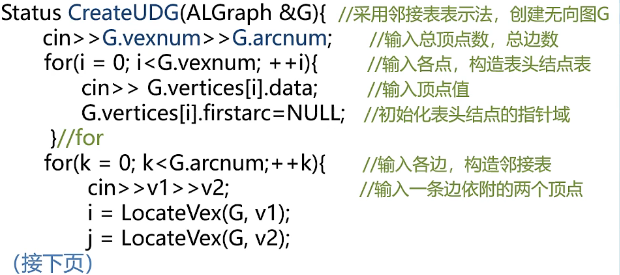 Status CreateUDG(ALGraph &G){ //采用邻接表表示法，创建无向图G
cin>>G.vexnum>>G.arcnum; //输入总顶点数，总边数
for(i = 0; i<G.vexnum; ++i){ //输入各点，构造表头结点表
cin>> G.vertices[i].data; //输入顶点值
G.vertices[i].firstarc=NULL; //初始化表头结点的指针域
}//for
for(k = 0; k<G.arcnum;++k){ //输入各边，构造邻接表
cin>>v1>>v2; //输入一条边依附的两个顶点
i = LocateVex(G, v1);
j = LocateVex(G, v2);
（接下页）